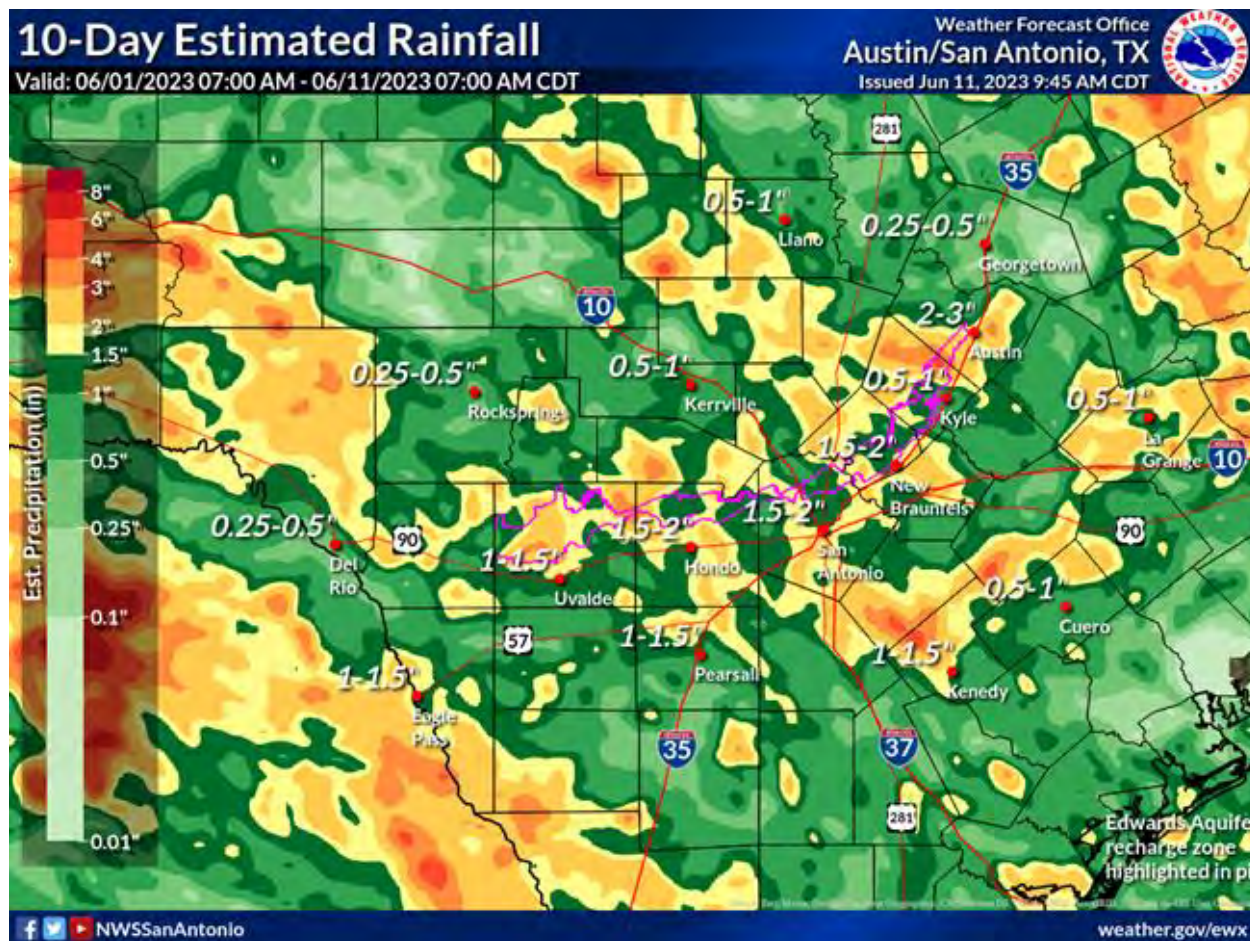 10-Day Estimated Rainfall
Valid: 06/01/2023 07:00 AM - 06/11/2023 07:00 AM CDT
Weather Forecast Office
Austin/San Antonio, TX
Issued Jun 11, 2023 9:45 AM CDT
NATIONAL WEATHER SERVICE
281
35
8"
6"
4"
3"
2"
1.5"
1"
0.5"
0.25"
0.1"
0.01"
Est. Precipitation (in)
0.5-1"
Llano
0.25-0.5"
Georgetown
10
2-3"
Austin
0.25-0.5"
Rocksprings
0.5-1"
Kerrville
0.5-1"
Kyle
0.5-1"
La
Grange
10
1.5-2"
New
Braunfels
0.25-0.5"
Del
Rio
90
1-1.5"
Uvalde
1.5-2"
Hondo
1.5-2"
San
Antonio
90
0.5-1"
Cuero
57
1-1.5"
Pearsall
1-1.5"
Kenedy
1-1.5"
Eagle
Pass
35
37
281
Edwards Aquife
recharge zone
highlighted in pi
NWSSanAntonio
weather.gov/ewx